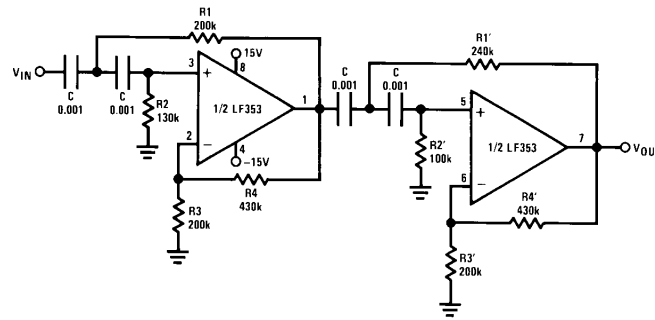 R1
200k
15V
8
VIN
C
0.001
C
0.001
R2
130k
3
+
1/2 LF353
1
2
−
4
−15V
R4
430k
R3
200k
R1'
240k
C
0.001
C
0.001
R2'
100k
5
+
1/2 LF353
7
VOU
6
−
R4'
430k
R3'
200k